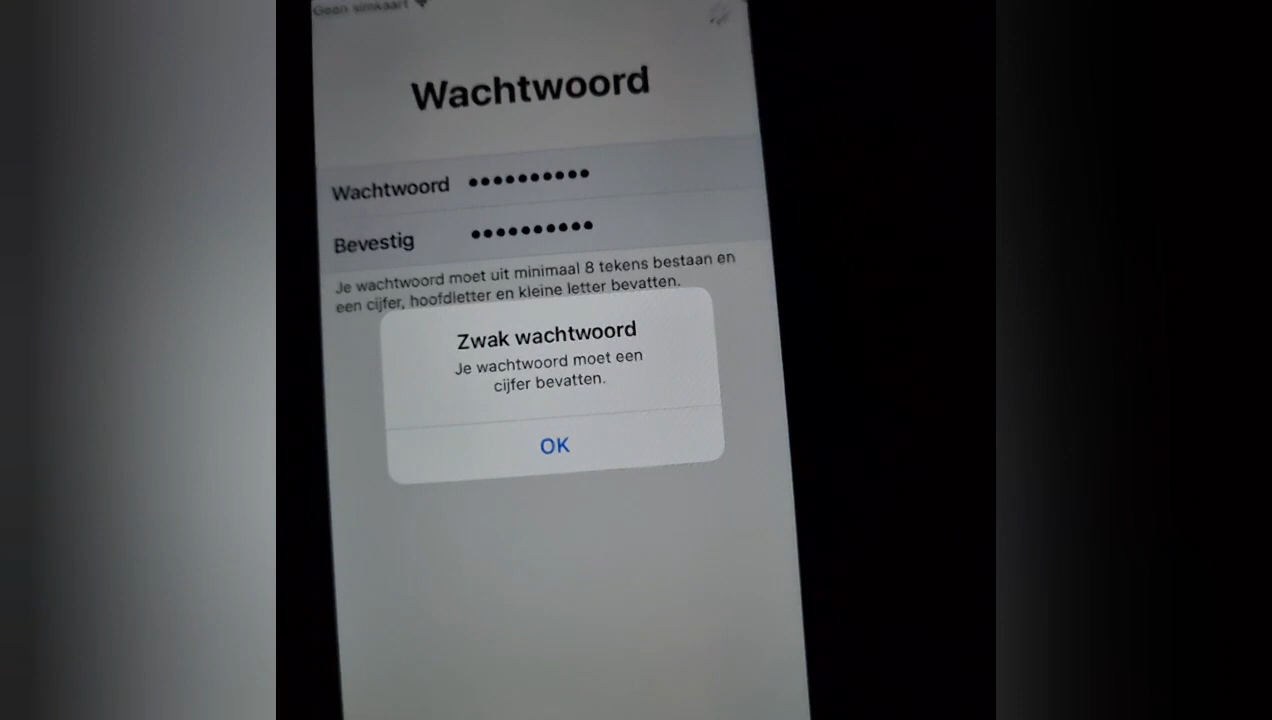 Geen simkaart
Wachtwoord
Wachtwoord ••••••••••
Bevestig ••••••••••
Je wachtwoord moet uit minimaal 8 tekens bestaan en
een cijfer, hoofdletter en kleine letter bevatten.
Zwak wachtwoord
Je wachtwoord moet een
cijfer bevatten.
OK